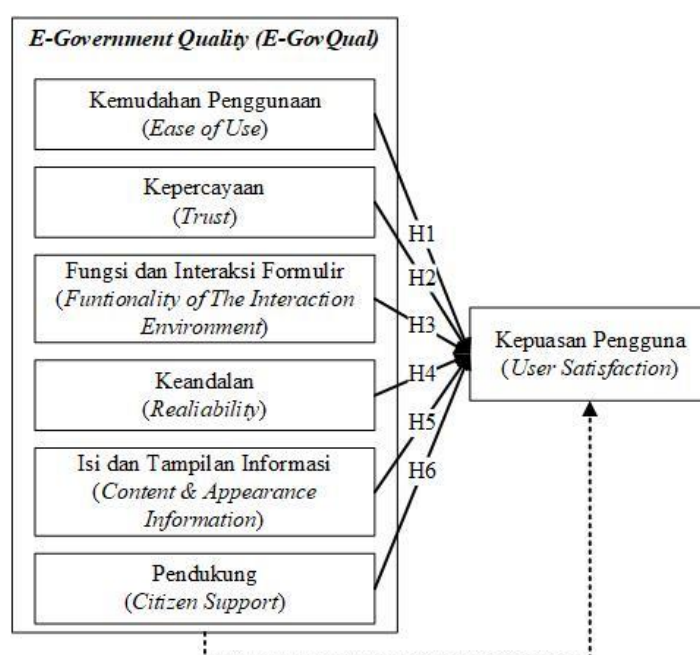 E-Government Quality (E-GovQual)
Kemudahan Penggunaan
(Ease of Use)
Kepercayaan
(Trust)
Fungsi dan Interaksi Formulir
(Funtionality of The Interaction
Environment)
Keandalan
(Realiability)
Isi dan Tampilan Informasi
(Content & Appearance
Information)
Pendukung
(Citizen Support)
H1
H2
H3
H4
H5
H6
Kepuasan Pengguna
(User Satisfaction)